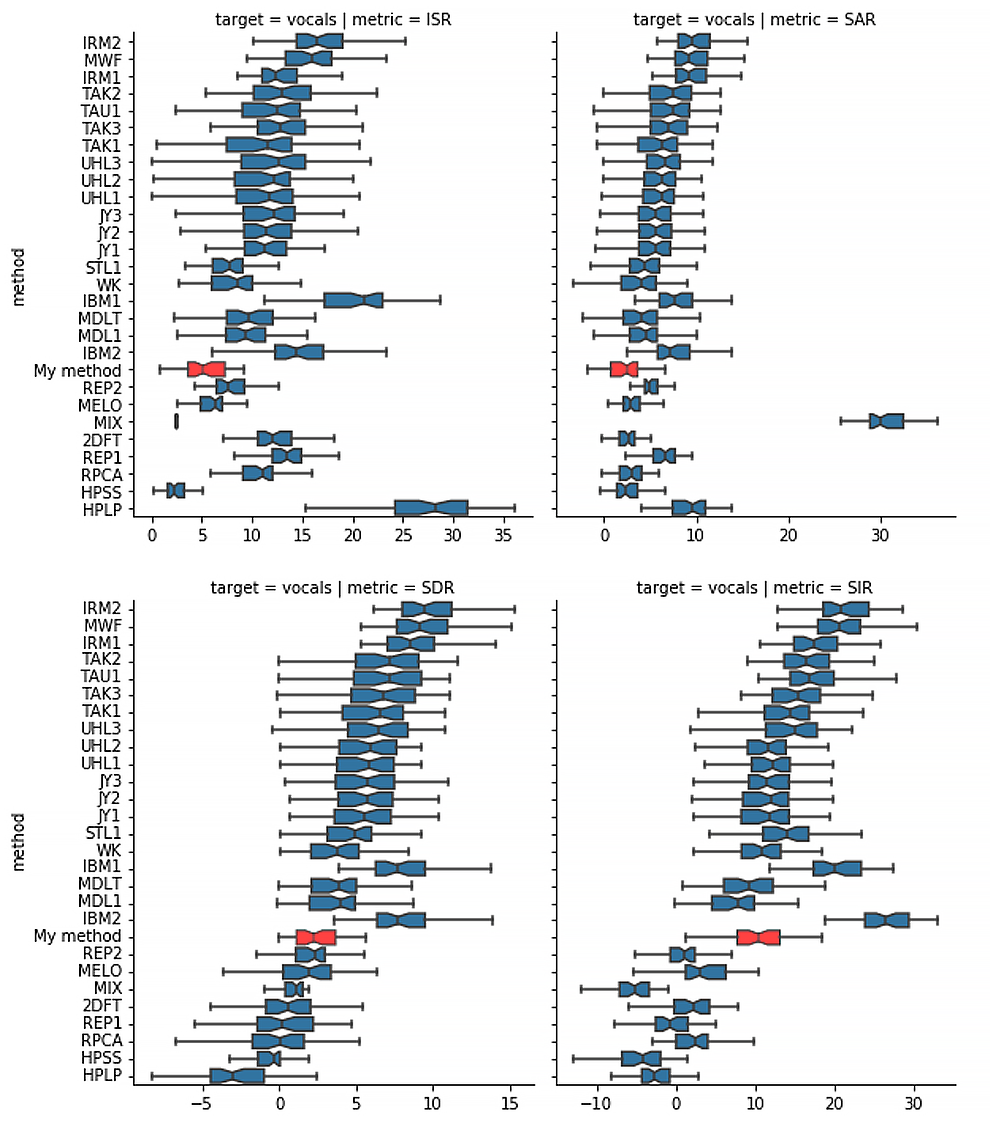 target = vocals | metric = ISR
target = vocals | metric = SAR
method
IRM2
MWF
IRM1
TAK2
TAU1
TAK3
TAK1
UHL3
UHL2
UHL1
JY3
JY2
JY1
STL1
WK
IBM1
MDLT
MDL1
IBM2
My method
REP2
MELO
MIX
2DFT
REP1
RPCA
HPSS
HPLP
0 5 10 15 20 25 30 35
0 10 20 30
target = vocals | metric = SDR
target = vocals | metric = SIR
method
IRM2
MWF
IRM1
TAK2
TAU1
TAK3
TAK1
UHL3
UHL2
UHL1
JY3
JY2
JY1
STL1
WK
IBM1
MDLT
MDL1
IBM2
My method
REP2
MELO
MIX
2DFT
REP1
RPCA
HPSS
HPLP
−5 0 5 10 15
−10 0 10 20 30